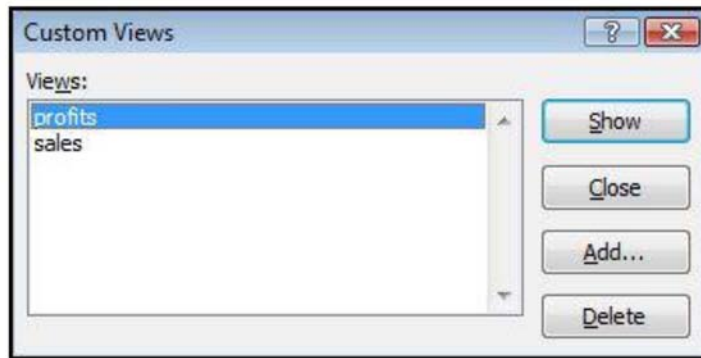 Custom Views
Views:
profits
sales
Show
Close
Add...
Delete